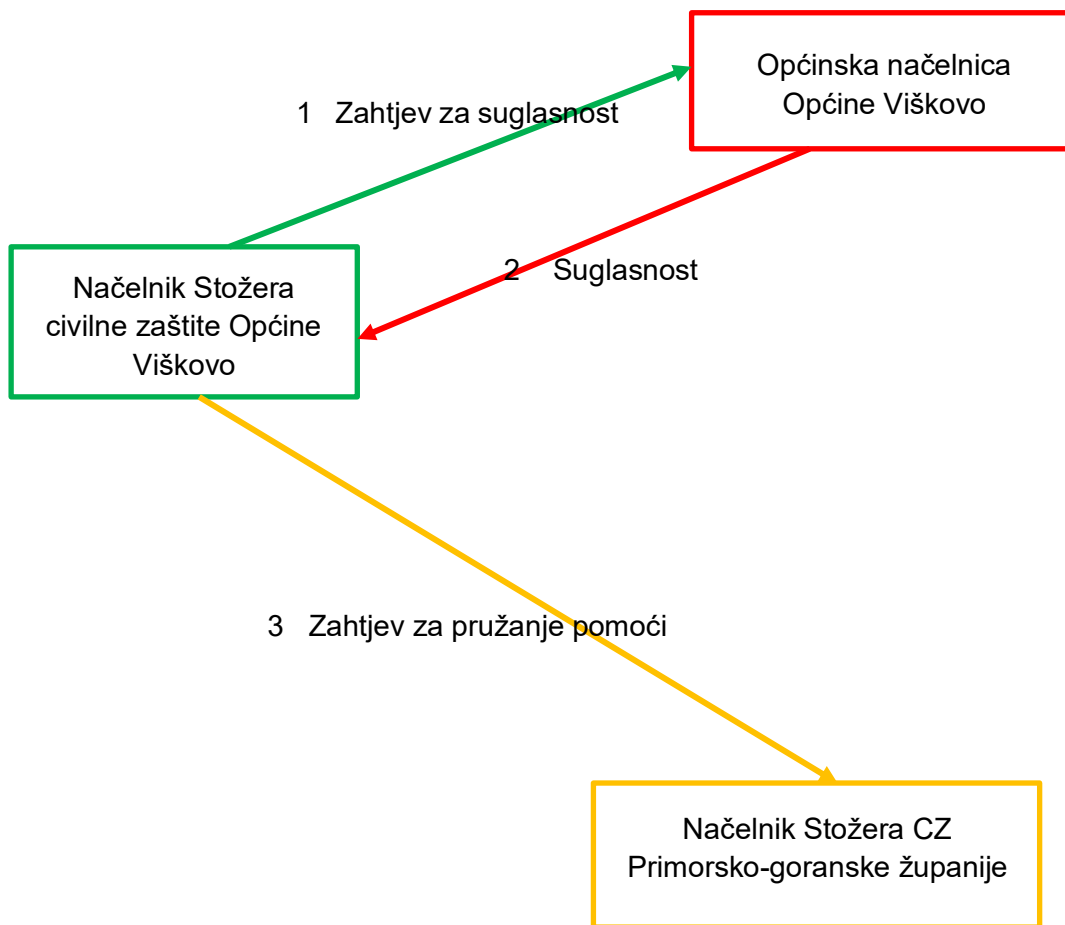 Općinska načelnica
Općine Viškovo
1 Zahtjev za suglasnost
2 Suglasnost
Načelnik Stožera
civilne zaštite Općine
Viškovo
3 Zahtjev za pružanje pomoći
Načelnik Stožera CZ
Primorsko-goranske županije